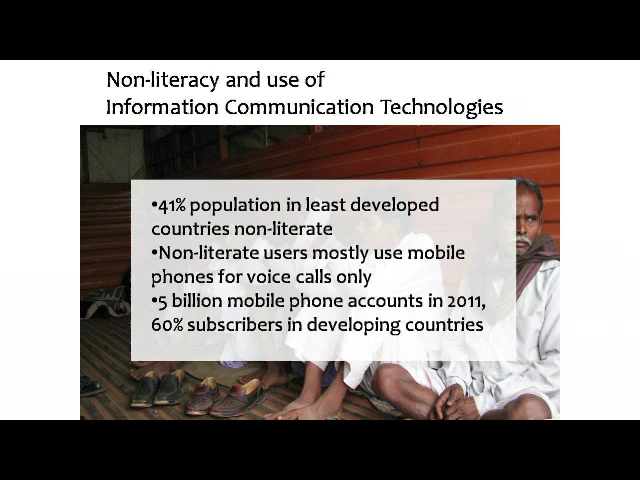 Non-literacy and use of
Information Communication Technologies
•41% population in least developed
countries non-literate
•Non-literate users mostly use mobile
phones for voice calls only
•5 billion mobile phone accounts in 2011,
60% subscribers in developing countries